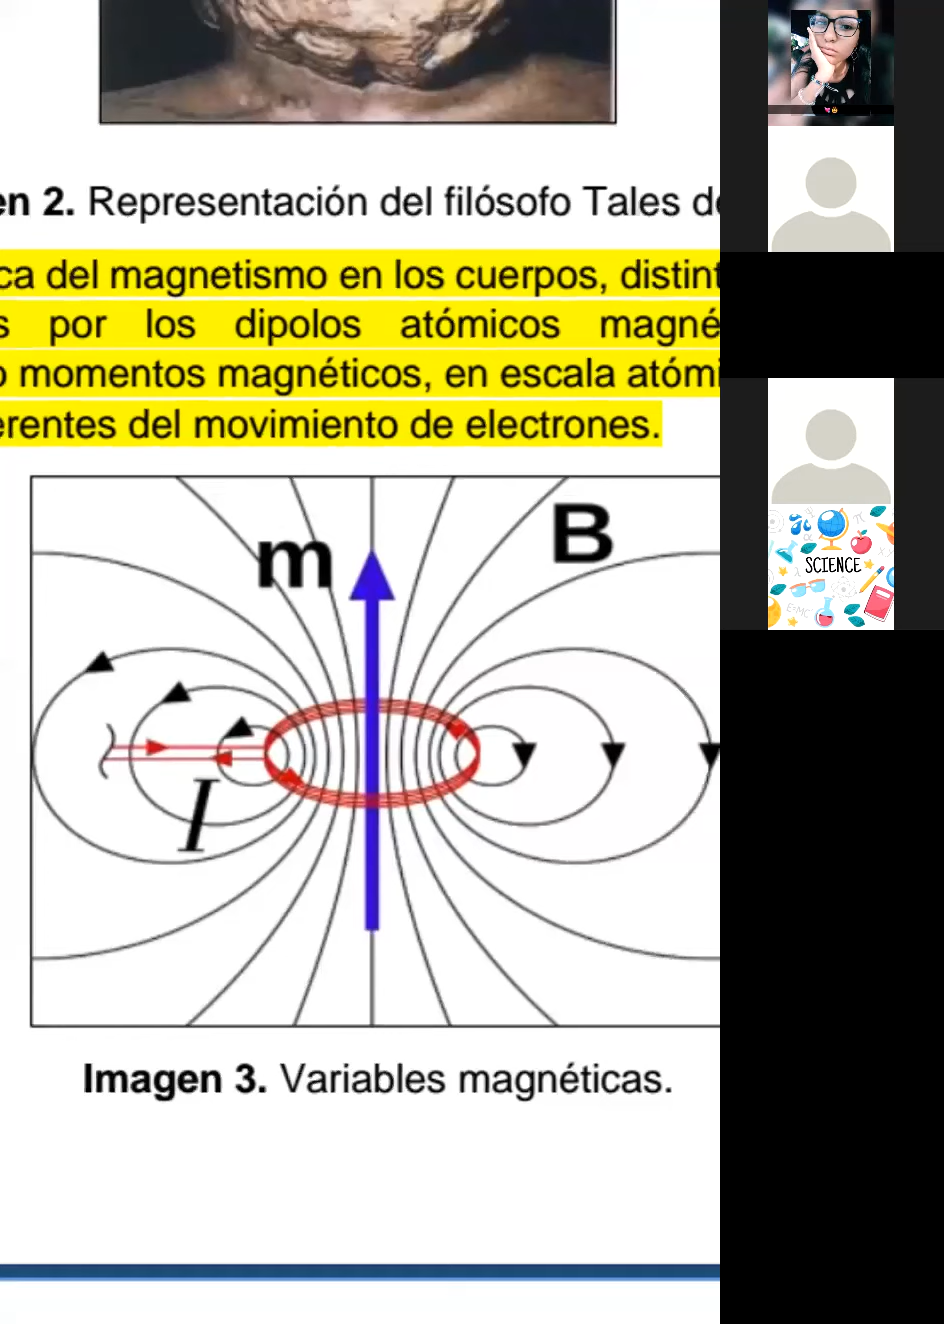 en 2. Representación del filósofo Tales de
ca del magnetismo en los cuerpos, distint
s por los dipolos atómicos magné
o momentos magnéticos, en escala atómi
erentes del movimiento de electrones.
m
B
I
Imagen 3. Variables magnéticas.
SCIENCE
π
E=MC²